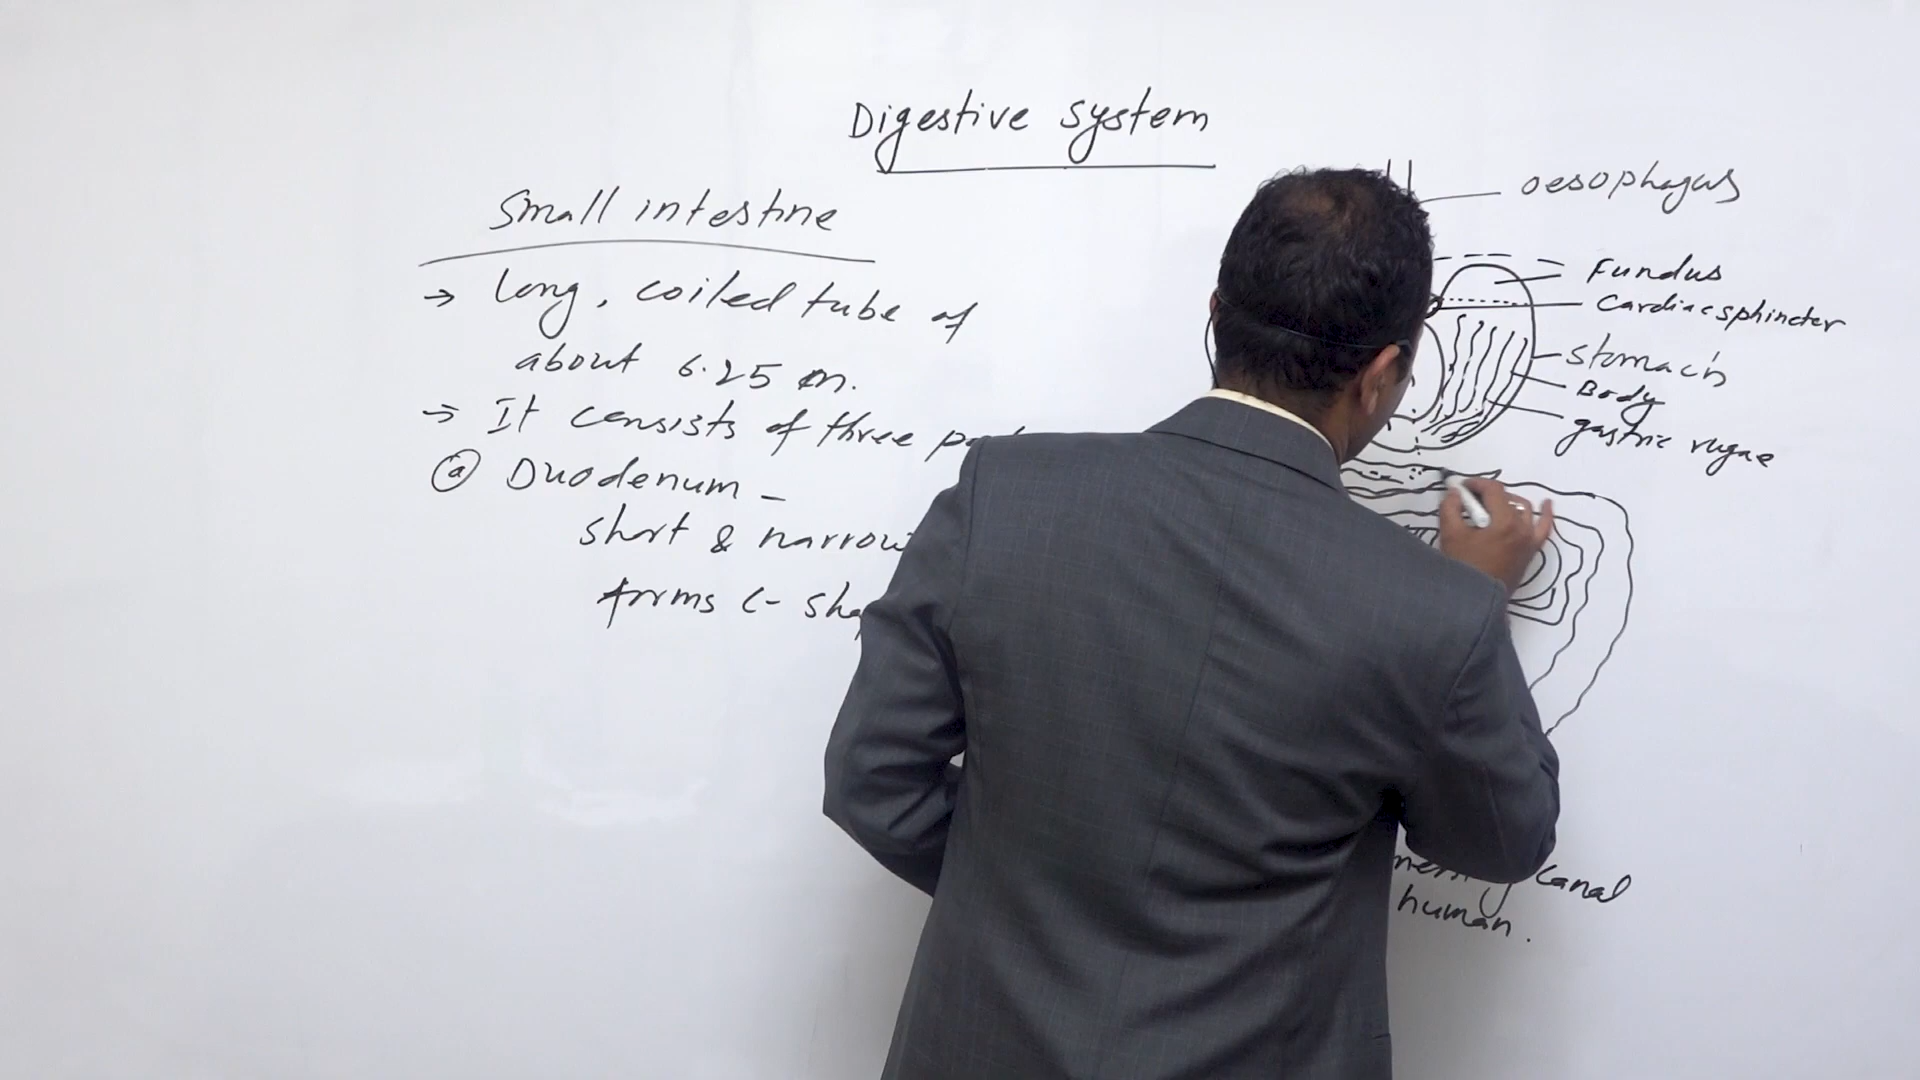 Digestive system
Small intestine
→ Long, coiled tube of
about 6.25 m.
→ It consists of three
ⓐ Duodenum -
short & narrow
forms C- 
oesophagus
Fundus
Cardiac sphincter
stomach
Body
gastric rugae
canal
human.